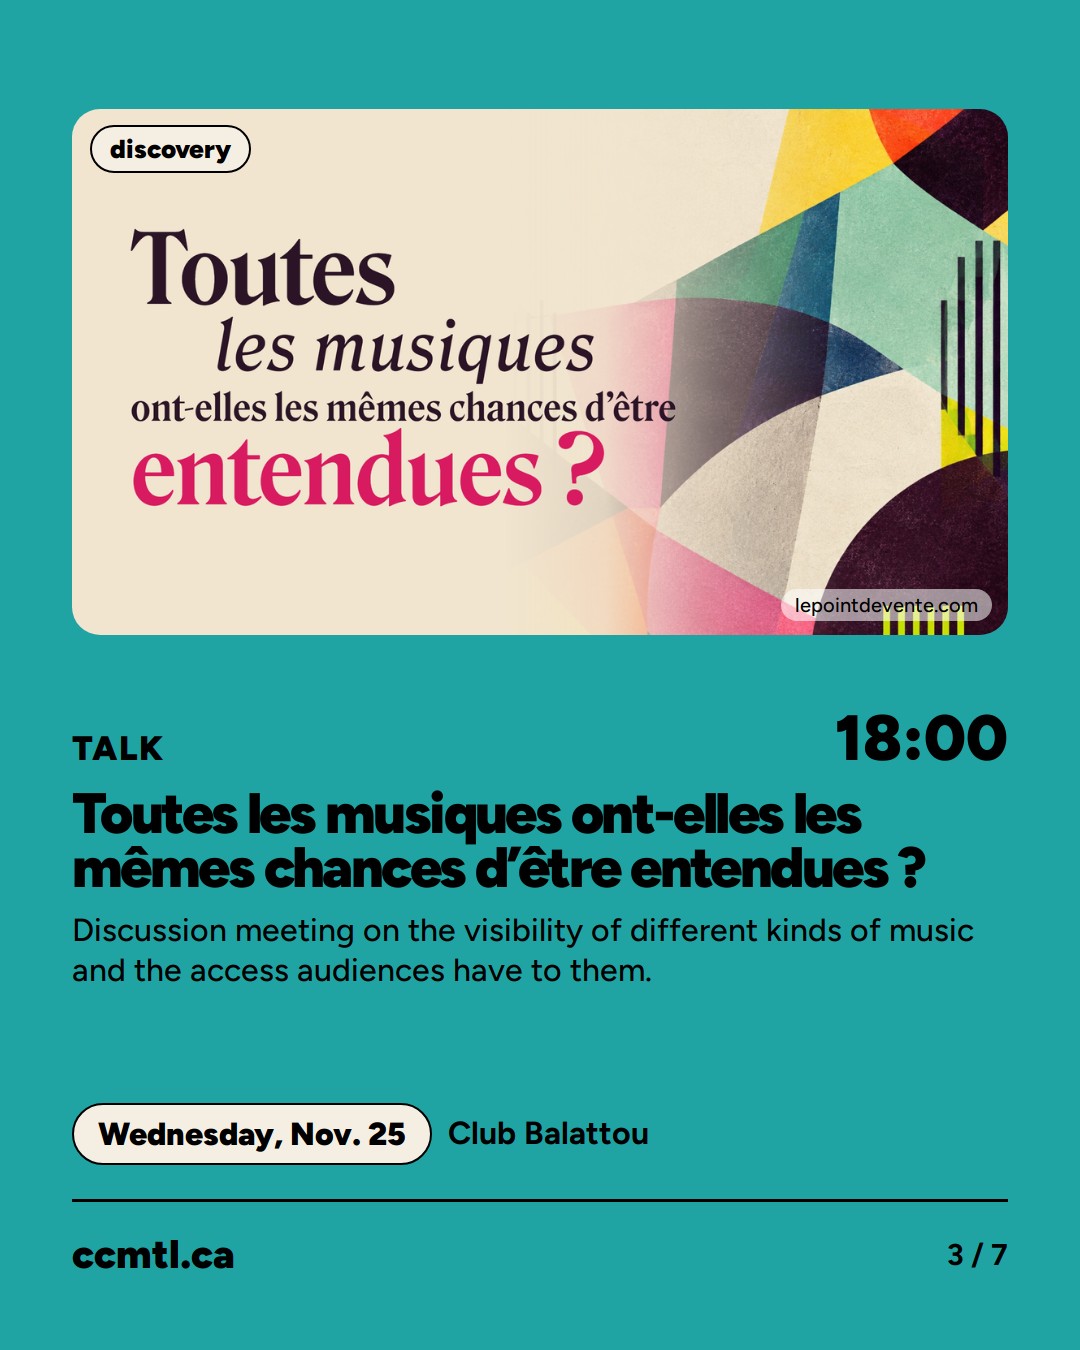 discovery
Toutes
les musiques
ont-elles les mêmes chances d’être
entendues ?
lepointdevente.com
TALK
18:00
Toutes les musiques ont-elles les
mêmes chances d’être entendues ?
Discussion meeting on the visibility of different kinds of music
and the access audiences have to them.
Wednesday, Nov. 25
Club Balattou
ccmtl.ca
3 / 7